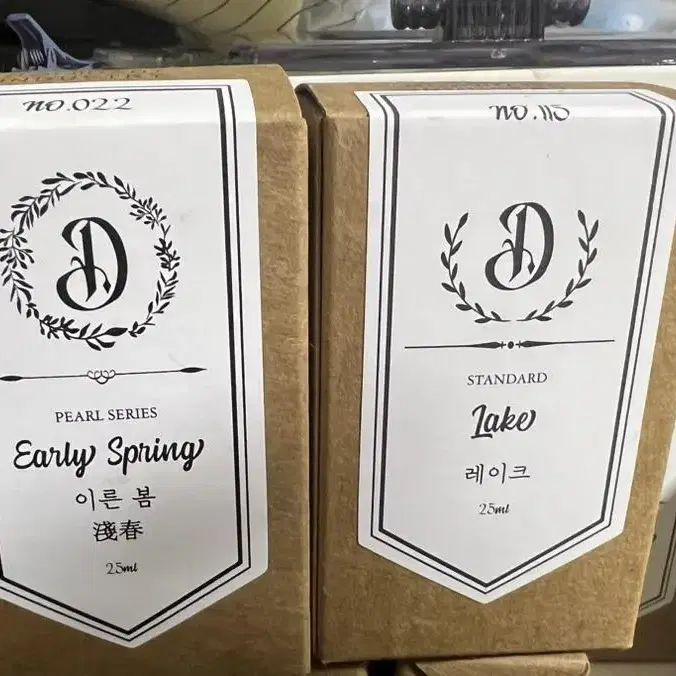 no.022
D
PEARL SERIES
Early Spring
이른 봄
淺春
25ml
no.115
D
STANDARD
Lake
레이크
25ml